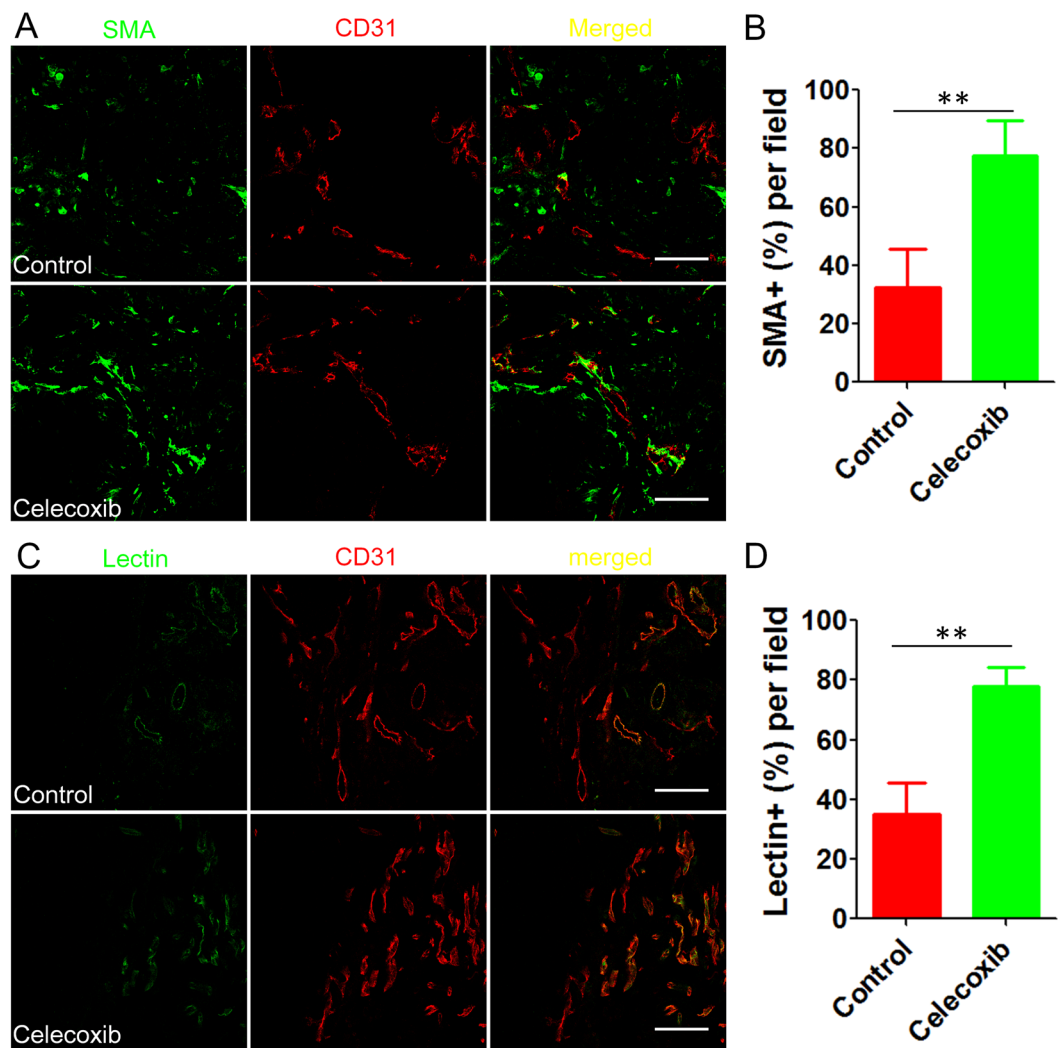 A
SMA
CD31
Merged
Control
Celecoxib
B
SMA+ (%) per field
100
80
60
40
20
0
**
Control
Celecoxib
C
Lectin
CD31
merged
Control
Celecoxib
D
Lectin+ (%) per field
100
80
60
40
20
0
**
Control
Celecoxib